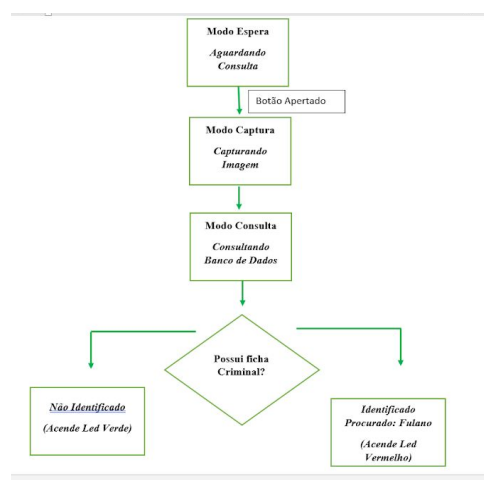 Modo Espera
Aguardando
Consulta
Botão Apertado
Modo Captura
Capturando
Imagem
Modo Consulta
Consultando
Banco de Dados
Possui ficha
Criminal?
Não Identificado
(Acende Led Verde)
Identificado
Procurado: Fulano
(Acende Led
Vermelho)